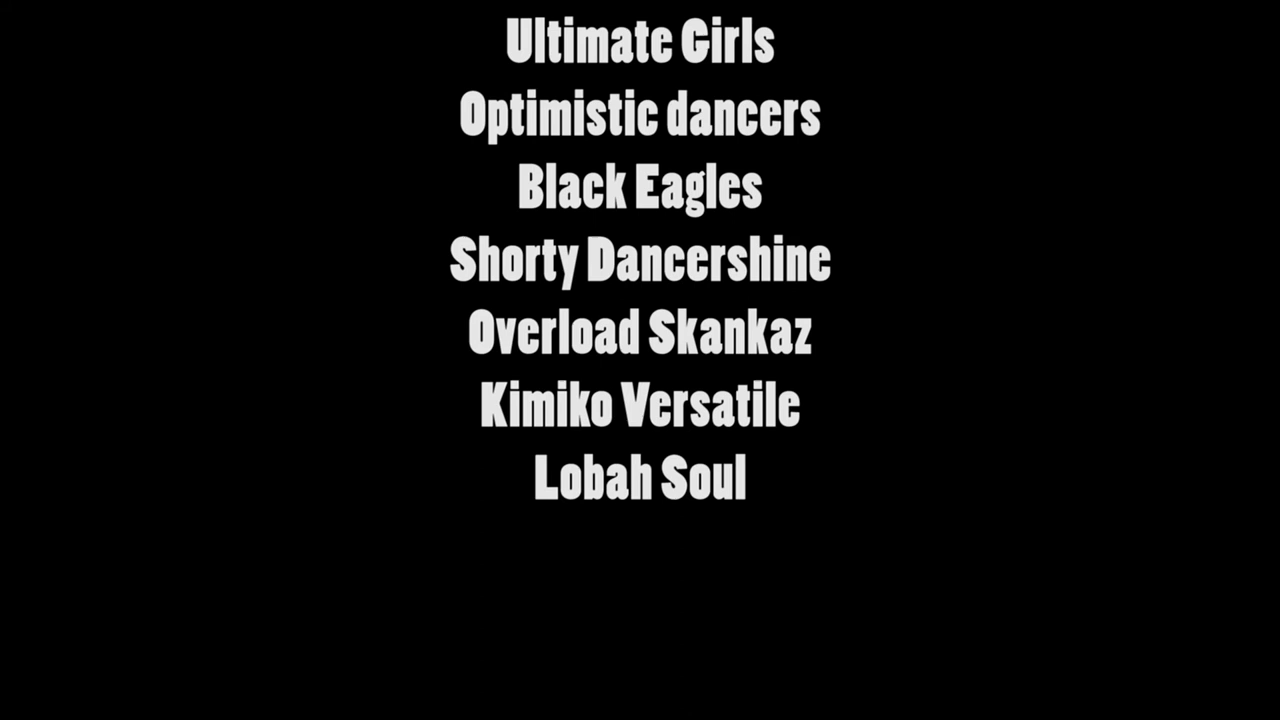 Ultimate Girls
Optimistic dancers
Black Eagles
Shorty Dancershine
Overload Skankaz
Kimiko Versatile
Lobah Soul